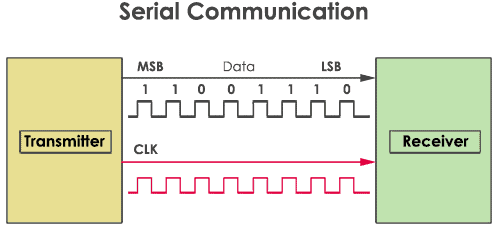 Serial Communication
MSB Data LSB
1 1 0 0 1 1 1 0
Transmitter
Receiver
CLK